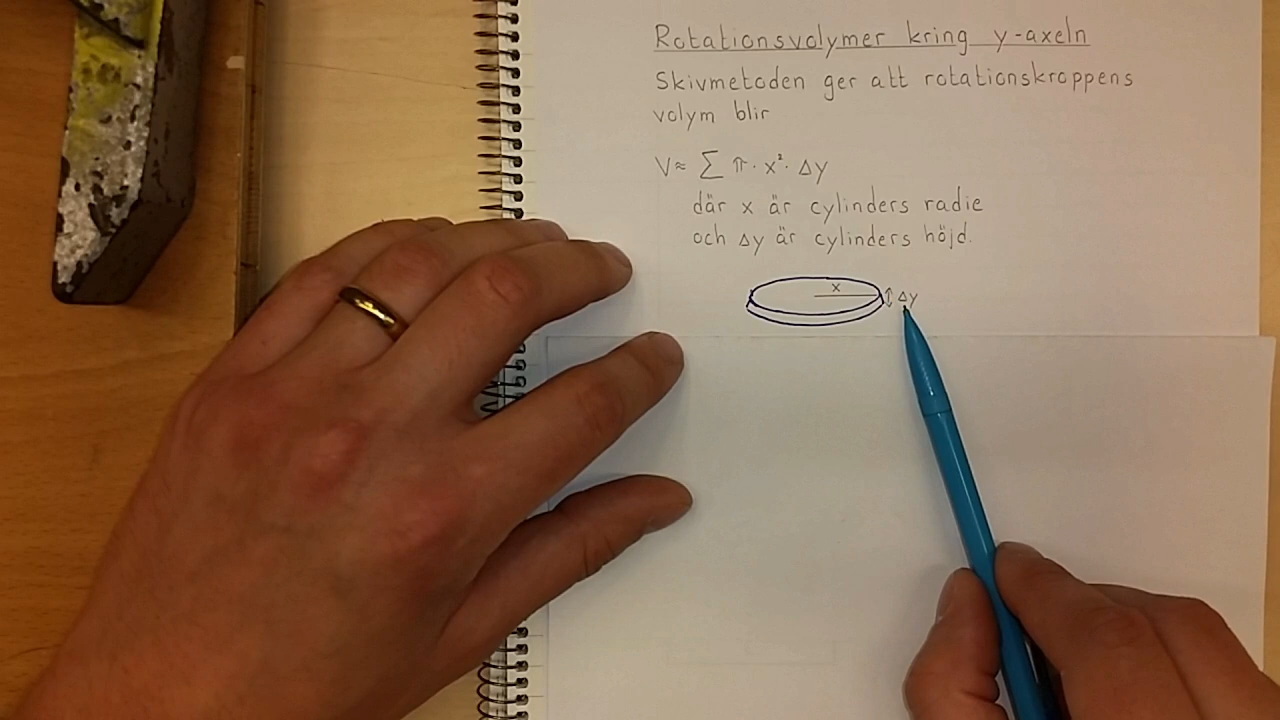 Rotationsvolymer kring y-axeln
Skivmetoden ger att rotationskroppens
volym blir
V≈ ∑ π · x² · Δy
där x är cylinders radie
och Δy är cylinders höjd.
x
Δy